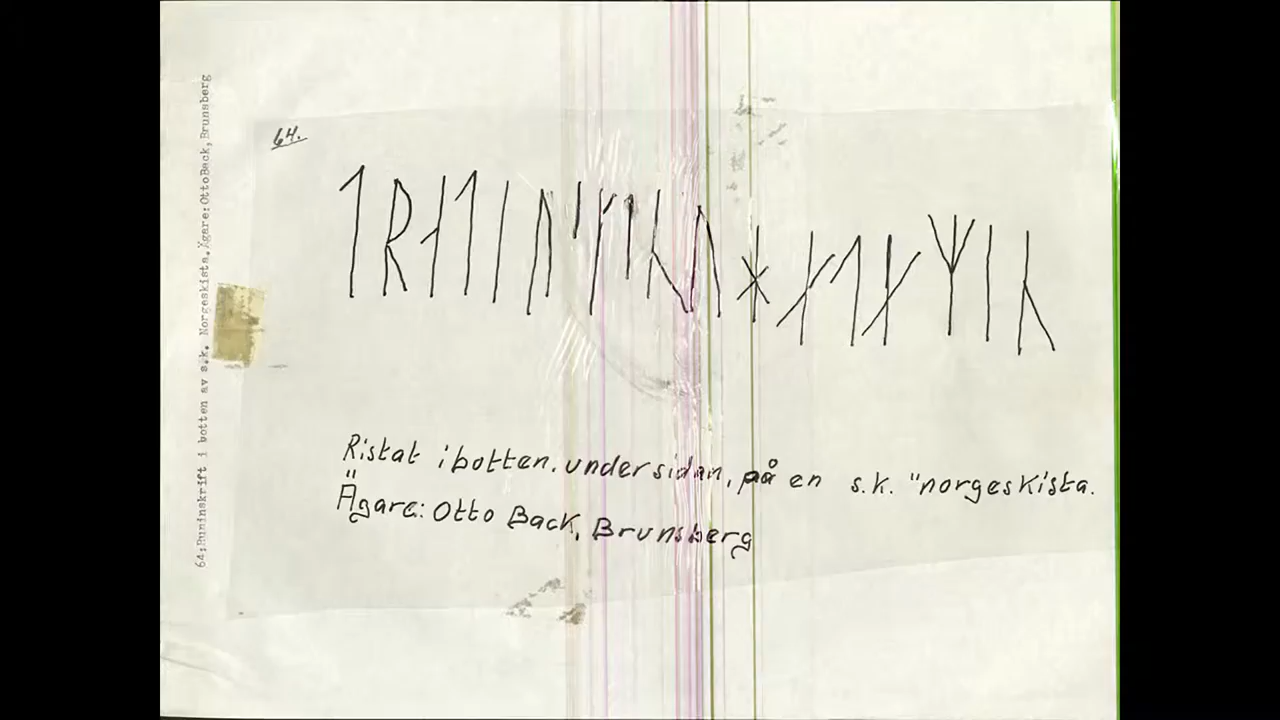 64:Runinskrift i botten av s.k. Norgeskista.Ägare:OttoBack,Brunsberg
64.
Ristat i botten. undersidan, på en s.k. "norgeskista.
Ägare: Otto Back, Brunsberg